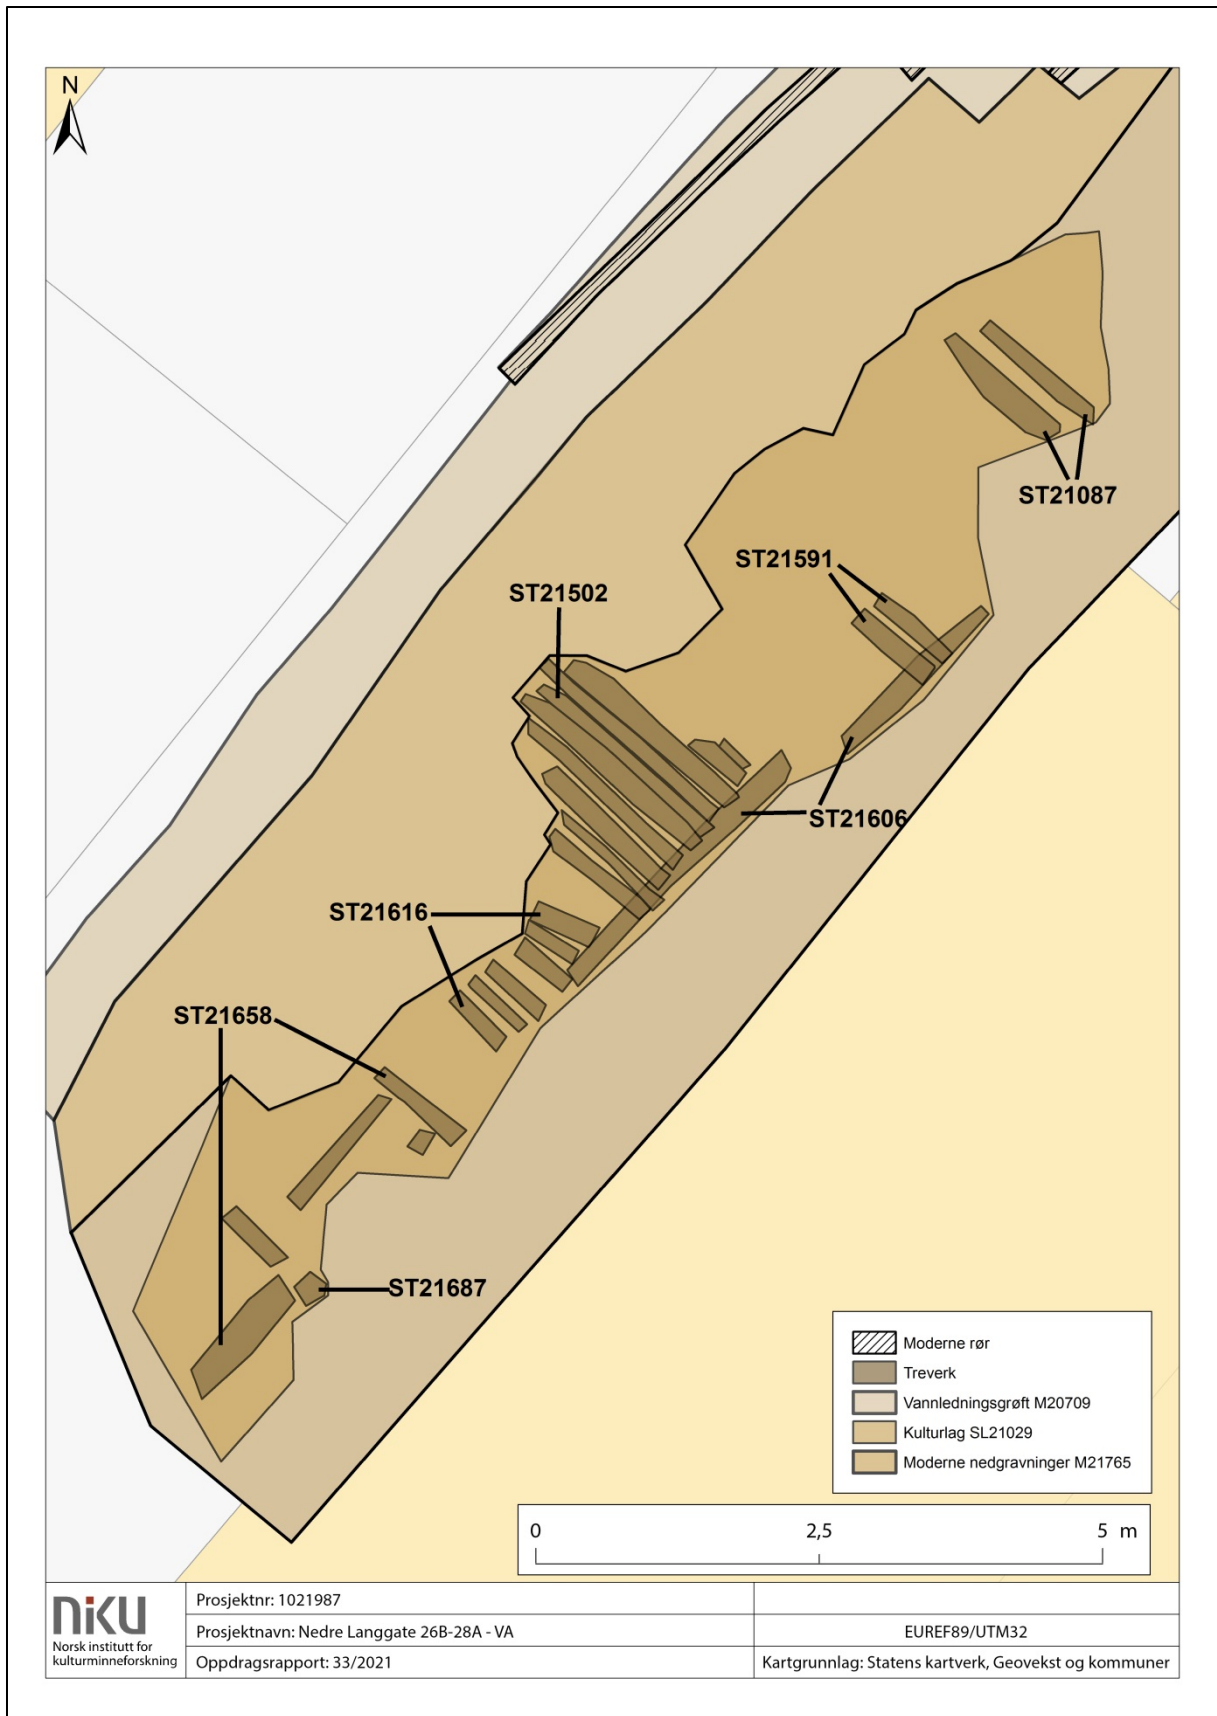 N
ST21087
ST21591
ST21502
ST21606
ST21616
ST21658
ST21687
Moderne rør
Treverk
Vannledningsgrøft M20709
Kulturlag SL21029
Moderne nedgravninger M21765
0 2,5 5 m
niku
Norsk institutt for
kulturminneforskning
Prosjektnr: 1021987
Prosjektnavn: Nedre Langgate 26B-28A - VA
EUREF89/UTM32
Oppdragsrapport: 33/2021
Kartgrunnlag: Statens kartverk, Geovekst og kommuner